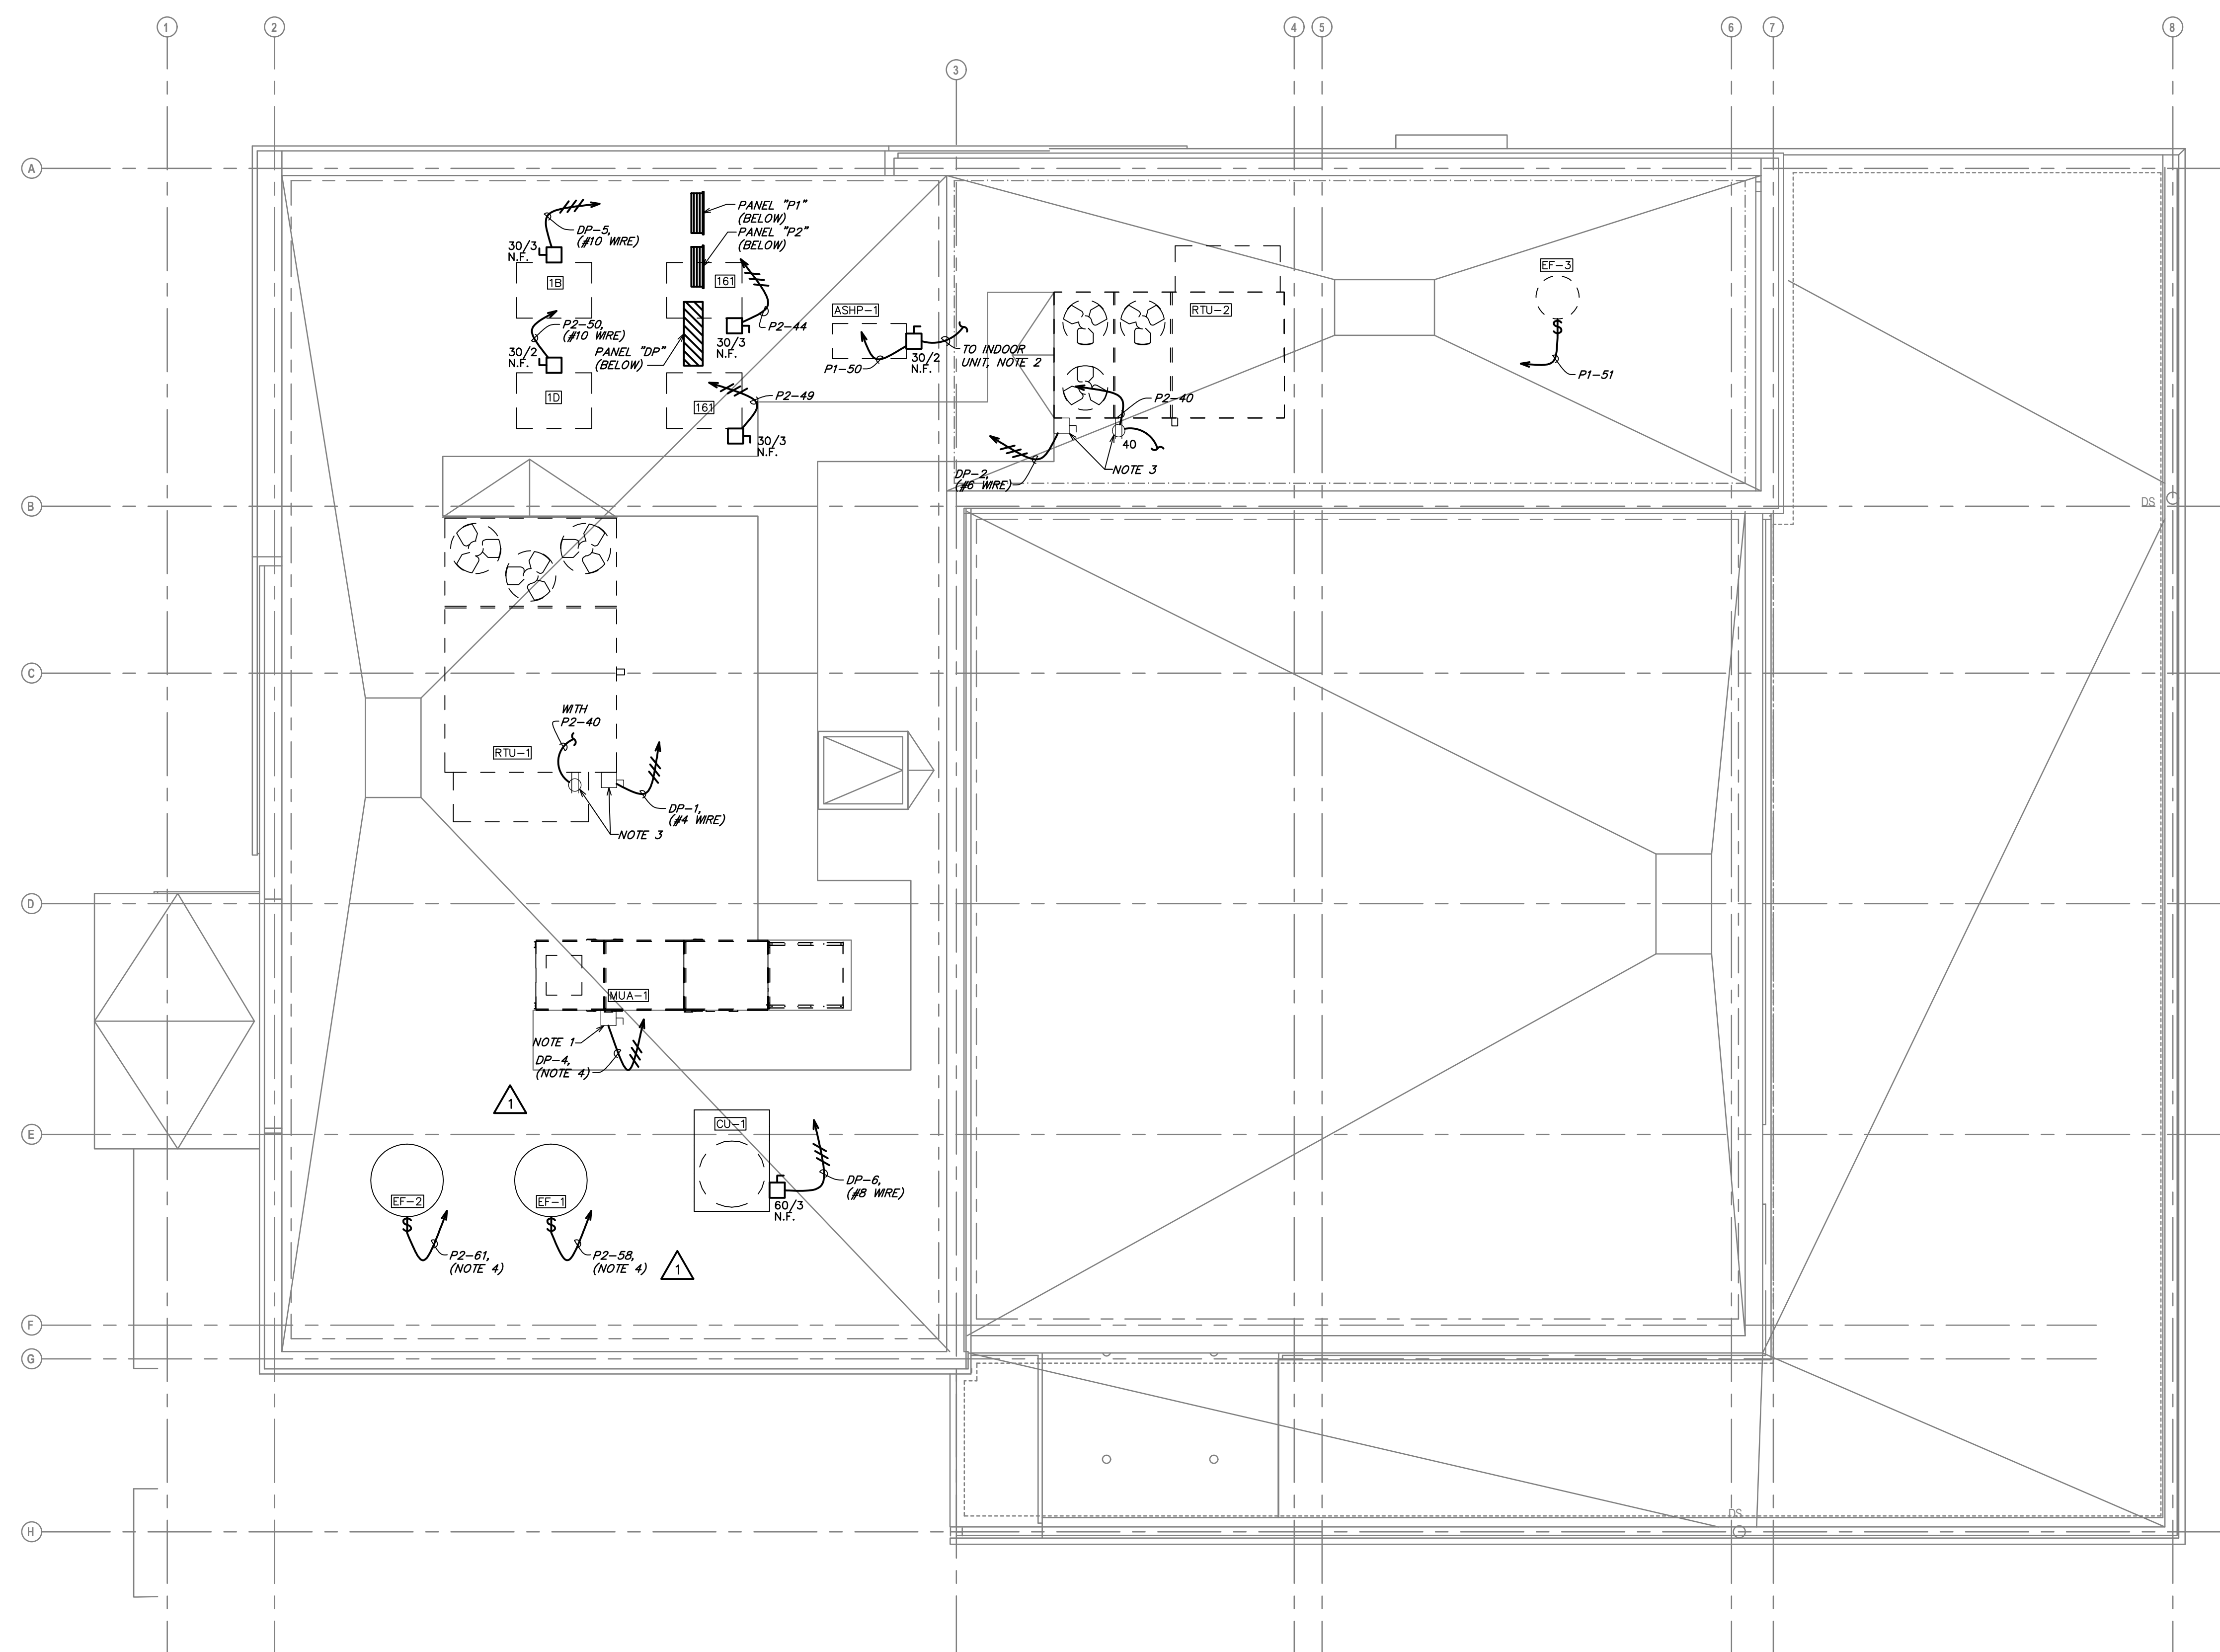 1
2
3
4
5
6
7
8
A
B
C
D
E
F
G
H
DP-5,
(#10 WIRE)
30/3
N.F.
1B
P2-50,
(#10 WIRE)
30/2
N.F.
1D
PANEL "P1"
(BELOW)
PANEL "P2"
(BELOW)
161
P2-44
30/3
N.F.
PANEL "DP"
(BELOW)
161
P2-49
30/3
N.F.
ASHP-1
P1-50
30/2
N.F.
TO INDOOR
UNIT, NOTE 2
RTU-2
P2-40
40
NOTE 3
DP-2,
(#6 WIRE)
EF-3
$
P1-51
DS
WITH
P2-40
RTU-1
DP-1,
(#4 WIRE)
NOTE 3
MUA-1
NOTE 1
DP-4,
(NOTE 4)
1
CU-1
DP-6,
(#8 WIRE)
60/3
N.F.
EF-2
$
P2-61,
(NOTE 4)
EF-1
$
P2-58,
(NOTE 4)
1
DS